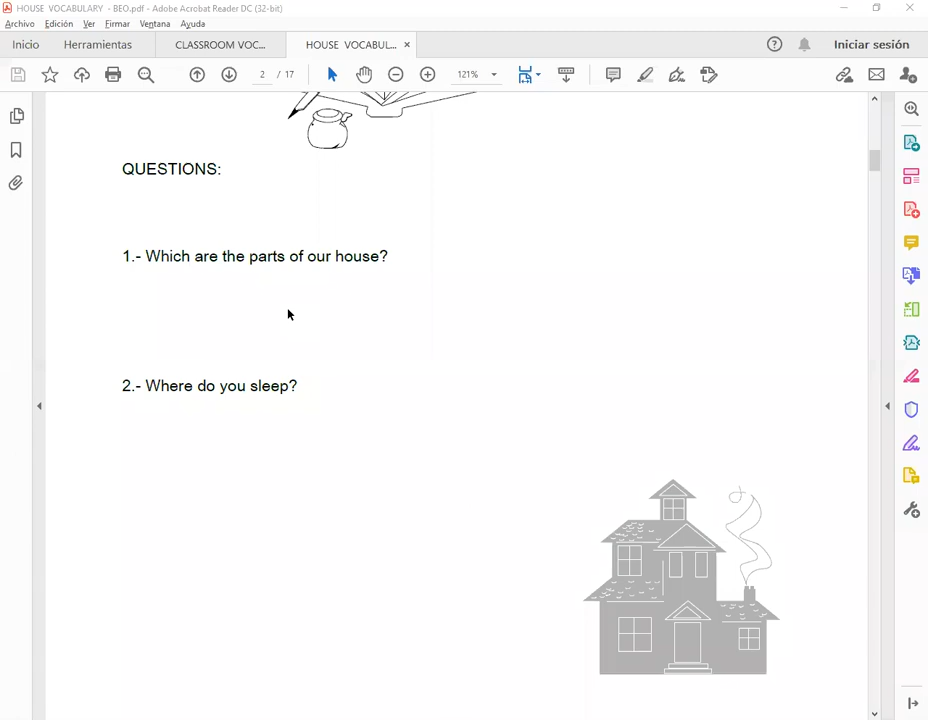 HOUSE VOCABULARY - BEO.pdf - Adobe Acrobat Reader DC (32-bit)
Archivo Edición Ver Firmar Ventana Ayuda
Inicio Herramientas CLASSROOM VOC... HOUSE VOCABUL... × Iniciar sesión
2 / 17 121%
QUESTIONS:
1.- Which are the parts of our house?
2.- Where do you sleep?